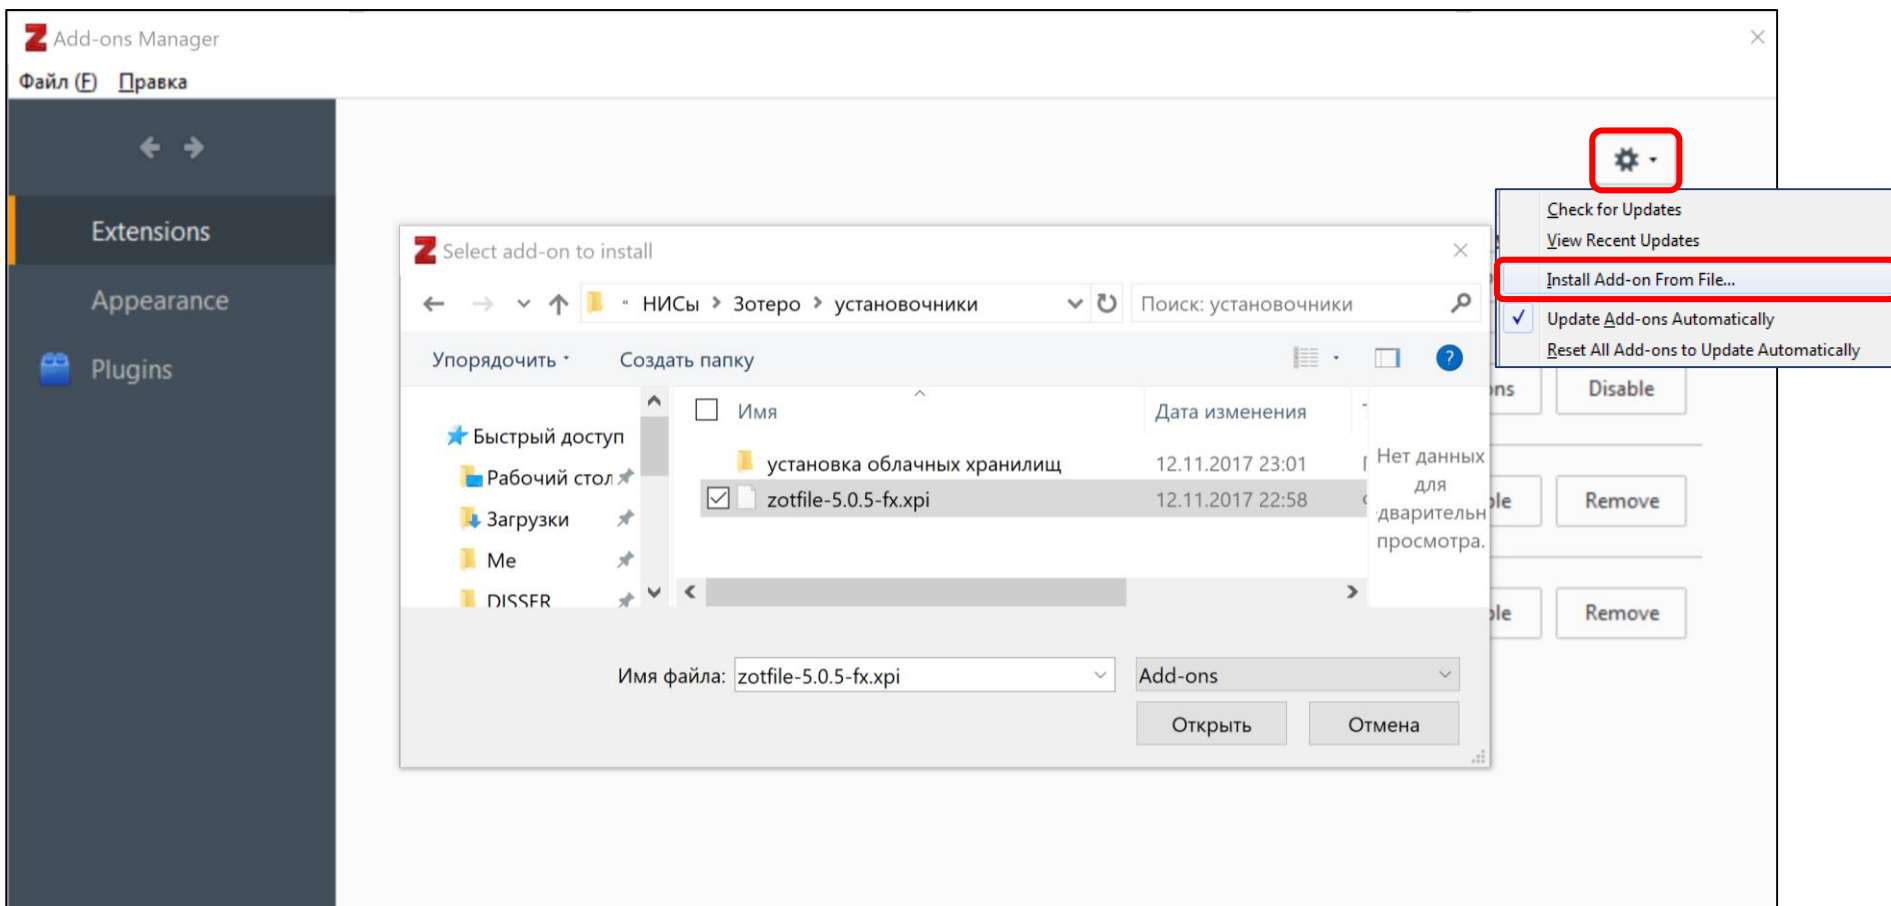 Add-ons Manager
Файл (F) Правка
Extensions
Appearance
Plugins
Check for Updates
View Recent Updates
Install Add-on From File...
Update Add-ons Automatically
Reset All Add-ons to Update Automatically
Select add-on to install
« НИСы > Зотеро > установочники
Поиск: установочники
Упорядочить
Создать папку
Имя
Дата изменения
Быстрый доступ
Рабочий стол
Загрузки
Me
DISSER
установка облачных хранилищ 12.11.2017 23:01
zotfile-5.0.5-fx.xpi 12.11.2017 22:58
Нет данных
для
просмотра.
Имя файла: zotfile-5.0.5-fx.xpi
Add-ons
Открыть
Отмена
Disable
Remove
Remove